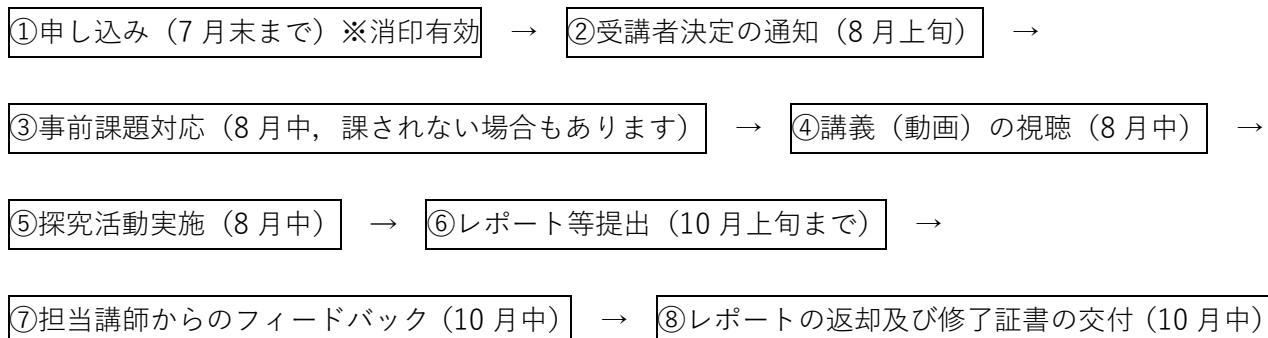 ①申し込み（7月末まで）※消印有効 → ②受講者決定の通知（8月上旬） →
③事前課題対応（8月中，課されない場合もあります） → ④講義（動画）の視聴（8月中） →
⑤探究活動実施（8月中） → ⑥レポート等提出（10月上旬まで） →
⑦担当講師からのフィードバック（10月中） → ⑧レポートの返却及び修了証書の交付（10月中）